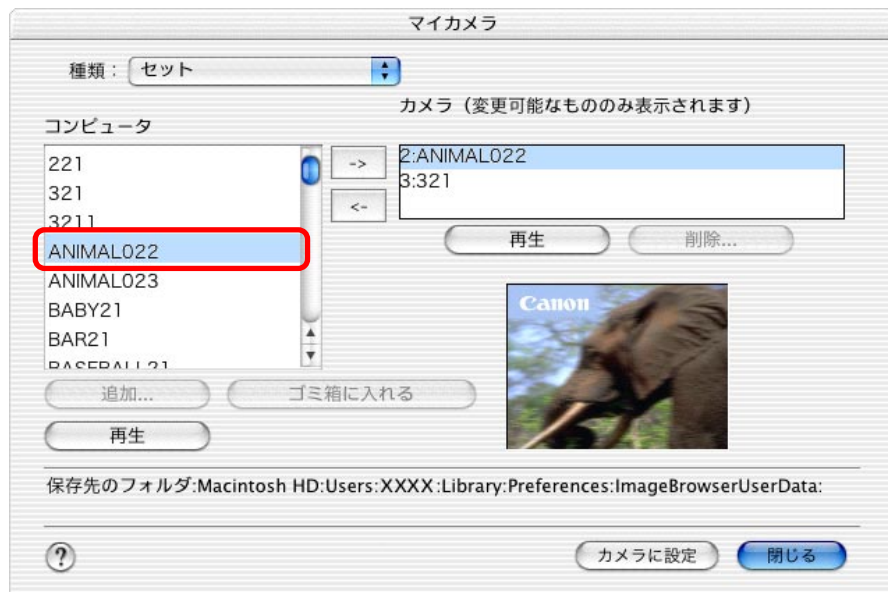 マイカメラ
種類： セット
カメラ（変更可能なもののみ表示されます）
コンピュータ
221
321
3211
ANIMAL022
ANIMAL023
BABY21
BAR21
BASEBALL21
->
<-
2:ANIMAL022
3:321
再生
削除...
Canon
追加...
ゴミ箱に入れる
再生
保存先のフォルダ:Macintosh HD:Users:XXXX:Library:Preferences:ImageBrowserUserData:
?
カメラに設定
閉じる